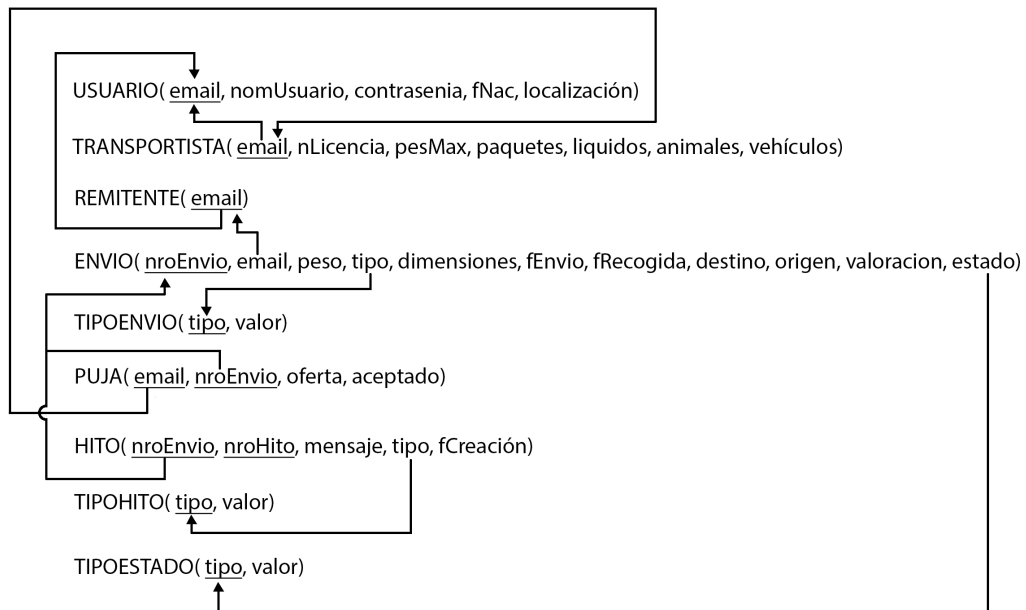 USUARIO( email, nomUsuario, contrasenia, fNac, localización)
TRANSPORTISTA( email, nLicencia, pesMax, paquetes, liquidos, animales, vehículos)
REMITENTE( email)
ENVIO( nroEnvio, email, peso, tipo, dimensiones, fEnvio, fRecogida, destino, origen, valoracion, estado)
TIPOENVIO( tipo, valor)
PUJA( email, nroEnvio, oferta, aceptado)
HITO( nroEnvio, nroHito, mensaje, tipo, fCreación)
TIPOHITO( tipo, valor)
TIPOESTADO( tipo, valor)